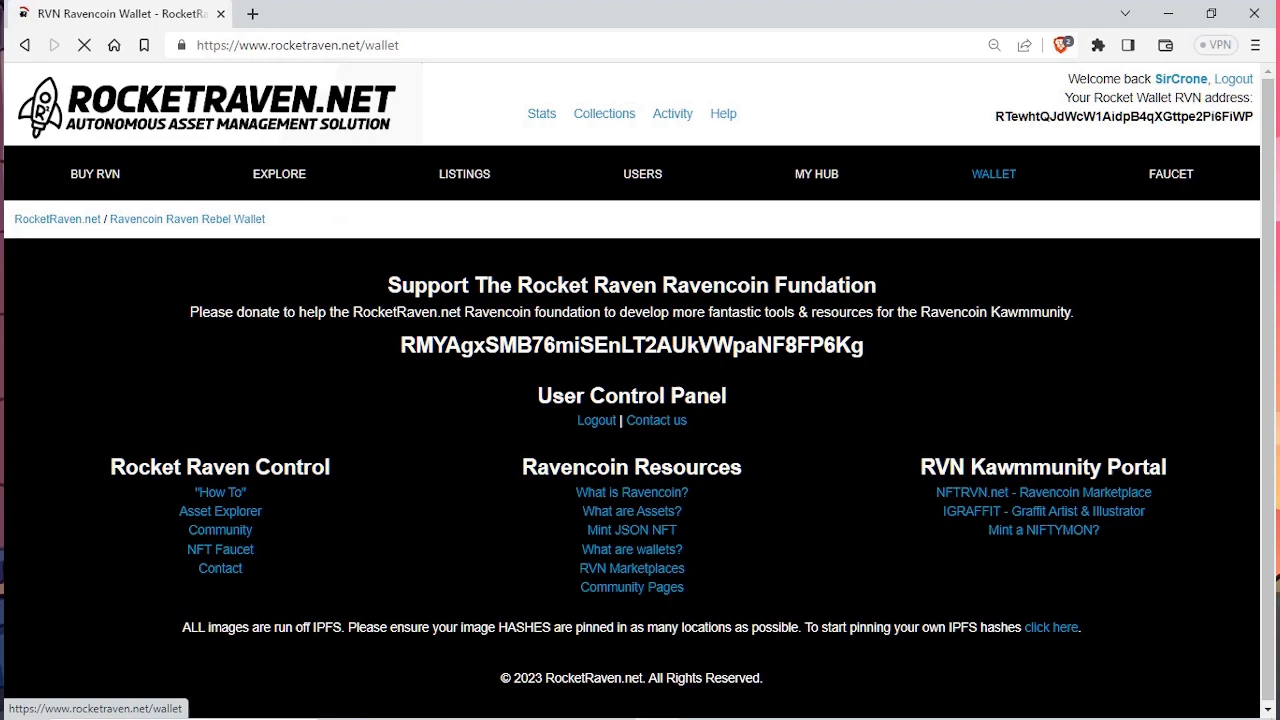 RVN Ravencoin Wallet - RocketRa
https://www.rocketraven.net/wallet
2
VPN
ROCKETRAVEN.NET
AUTONOMOUS ASSET MANAGEMENT SOLUTION
Stats Collections Activity Help
Welcome back SirCrone, Logout
Your Rocket Wallet RVN address:
RTewhtQJdWcW1AidpB4qXGttpe2Pi6FiWP
BUY RVN EXPLORE LISTINGS USERS MY HUB WALLET FAUCET
RocketRaven.net / Ravencoin Raven Rebel Wallet
Support The Rocket Raven Ravencoin Fundation
Please donate to help the RocketRaven.net Ravencoin foundation to develop more fantastic tools & resources for the Ravencoin Kawmmunity.
RMYAgxSMB76miSEnLT2AUkVWpaNF8FP6Kg
User Control Panel
Logout | Contact us
Rocket Raven Control
"How To"
Asset Explorer
Community
NFT Faucet
Contact
Ravencoin Resources
What is Ravencoin?
What are Assets?
Mint JSON NFT
What are wallets?
RVN Marketplaces
Community Pages
RVN Kawmmunity Portal
NFTRVN.net - Ravencoin Marketplace
IGRAFFIT - Graffit Artist & Illustrator
Mint a NIFTYMON?
ALL images are run off IPFS. Please ensure your image HASHES are pinned in as many locations as possible. To start pinning your own IPFS hashes click here.
© 2023 RocketRaven.net. All Rights Reserved.
https://www.rocketraven.net/wallet